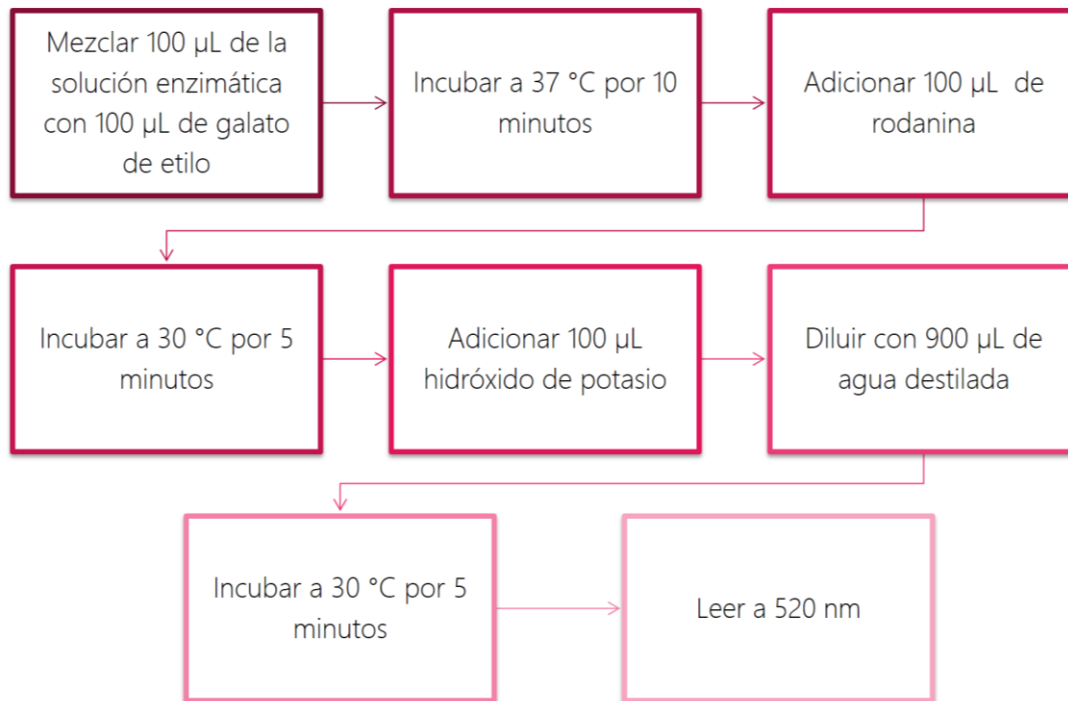 Mezclar 100 µL de la
solución enzimática
con 100 µL de galato
de etilo
Incubar a 37 °C por 10
minutos
Adicionar 100 µL de
rodanina
Incubar a 30 °C por 5
minutos
Adicionar 100 µL
hidróxido de potasio
Diluir con 900 µL de
agua destilada
Incubar a 30 °C por 5
minutos
Leer a 520 nm